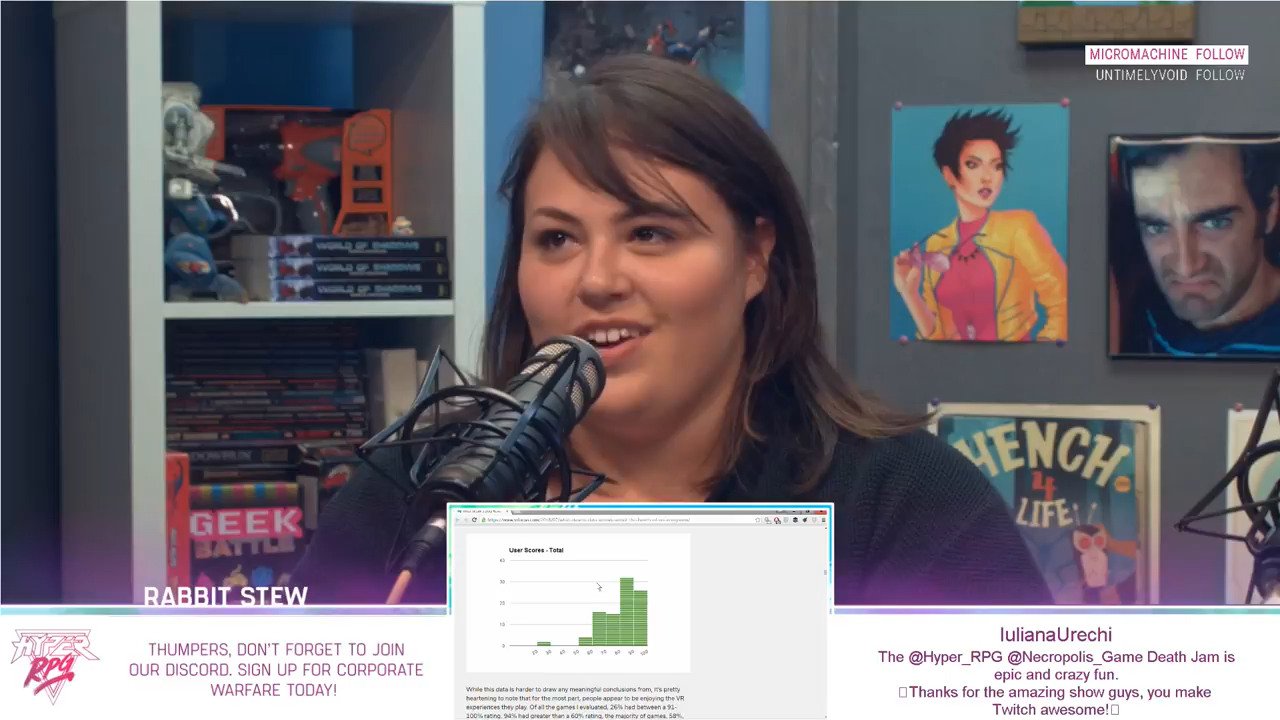 MICROMACHINE FOLLOW
UNTIMELYVOID FOLLOW
WORLD OF SHADOWS
WORLD OF SHADOWS
WORLD OF SHADOWS
HENCH
4
LIFE
GEEK
BATTLE
RABBIT STEW
User Scores - Total
While this data is harder to draw any meaningful conclusions from, it's pretty
heartening to note that for the most part, people appear to be enjoying the VR
experiences they play. Of all the games I evaluated, 26% had between a 91-
100% rating. 94% had greater than a 60% rating, the majority of games, 58%,
HYPER
RPG
THUMPERS, DON'T FORGET TO JOIN
OUR DISCORD. SIGN UP FOR CORPORATE
WARFARE TODAY!
IulianaUrechi
The @Hyper_RPG @Necropolis_Game Death Jam is
epic and crazy fun.
Thanks for the amazing show guys, you make
Twitch awesome!